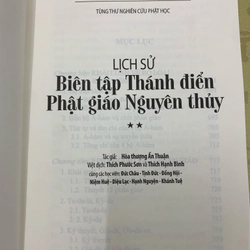 TÙNG THƯ NGHIÊN CỨU PHẬT HỌC
LỊCH SỬ
Biên tập Thánh điển
Phật giáo Nguyên thủy
★★
Tác giả: Hòa thượng Ấn Thuận
Việt dịch: Thích Phước Sơn và Thích Hạnh Bình
cùng các học viên: Đức Châu - Tịnh Đức - Đồng Hội -
Niệm Huệ - Diệu Lạc - Hạnh Nguyện - Khánh Tuệ